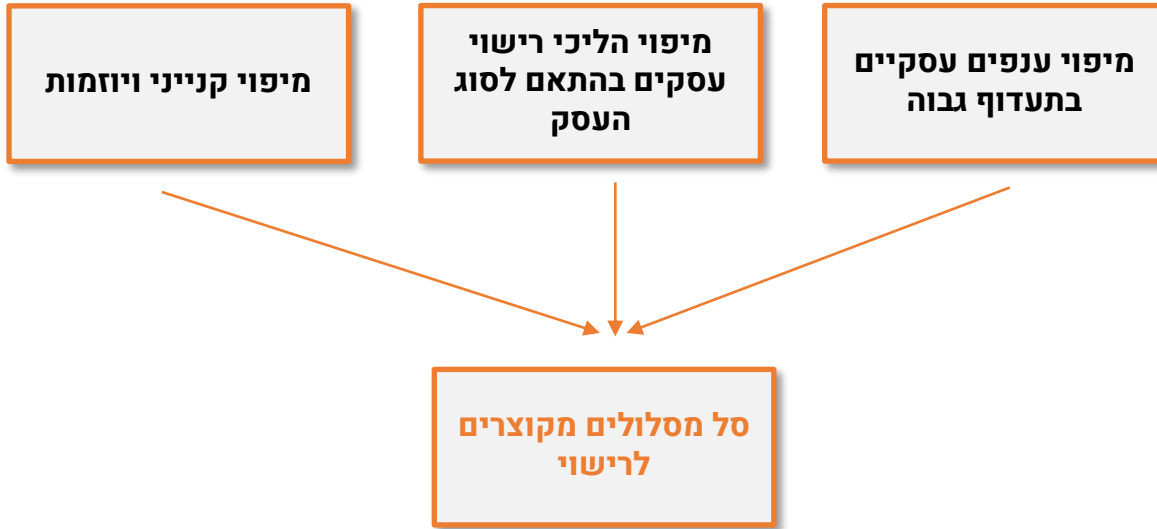 מיפוי ענפים עסקיים
בתעדוף גבוה
מיפוי הליכי רישוי
עסקים בהתאם לסוג
העסק
מיפוי קנייני ויוזמות
סל מסלולים מקוצרים
לרישוי